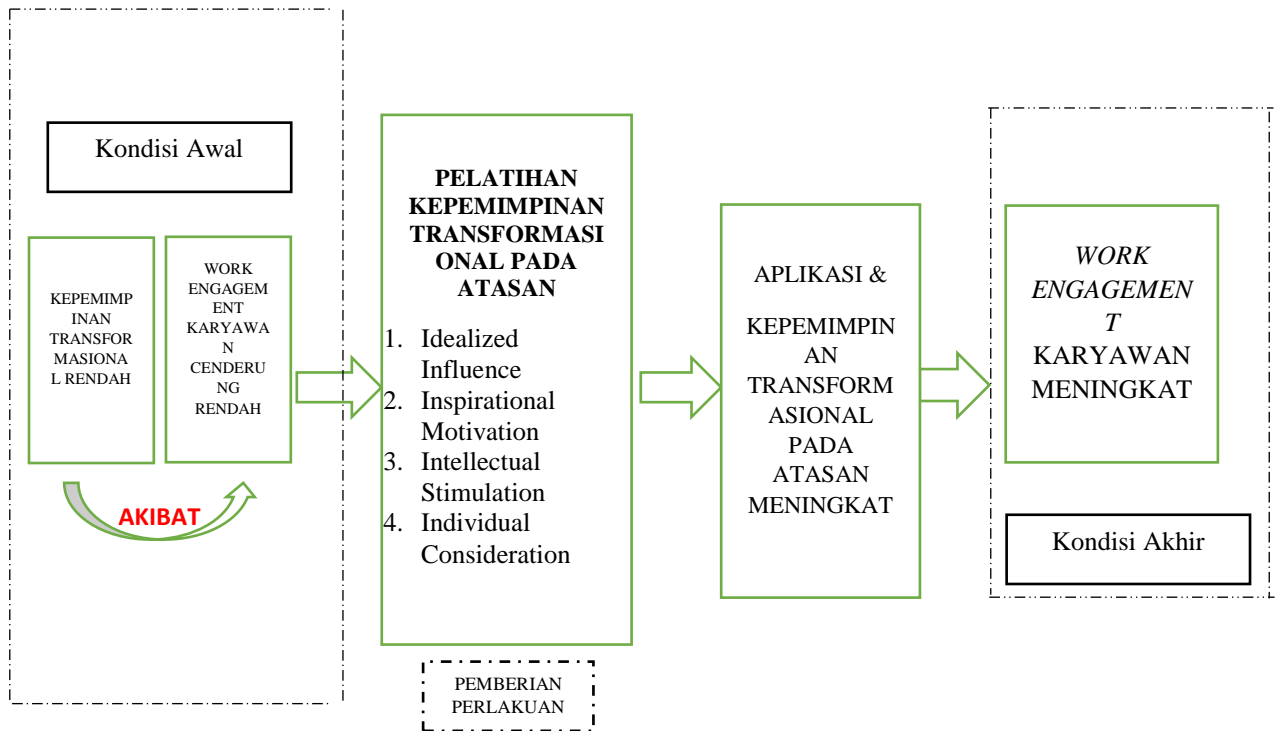 Kondisi Awal
KEPEMIMP
INAN
TRANSFOR
MASIONA
L RENDAH
WORK
ENGAGEM
ENT
KARYAWA
N
CENDERU
NG
RENDAH
AKIBAT
PELATIHAN
KEPEMIMPINAN
TRANSFORMASI
ONAL PADA
ATASAN
1. Idealized
Influence
2. Inspirational
Motivation
3. Intellectual
Stimulation
4. Individual
Consideration
PEMBERIAN
PERLAKUAN
APLIKASI &
KEPEMIMPIN
AN
TRANSFORM
ASIONAL
PADA
ATASAN
MENINGKAT
WORK
ENGAGEMEN
T
KARYAWAN
MENINGKAT
Kondisi Akhir